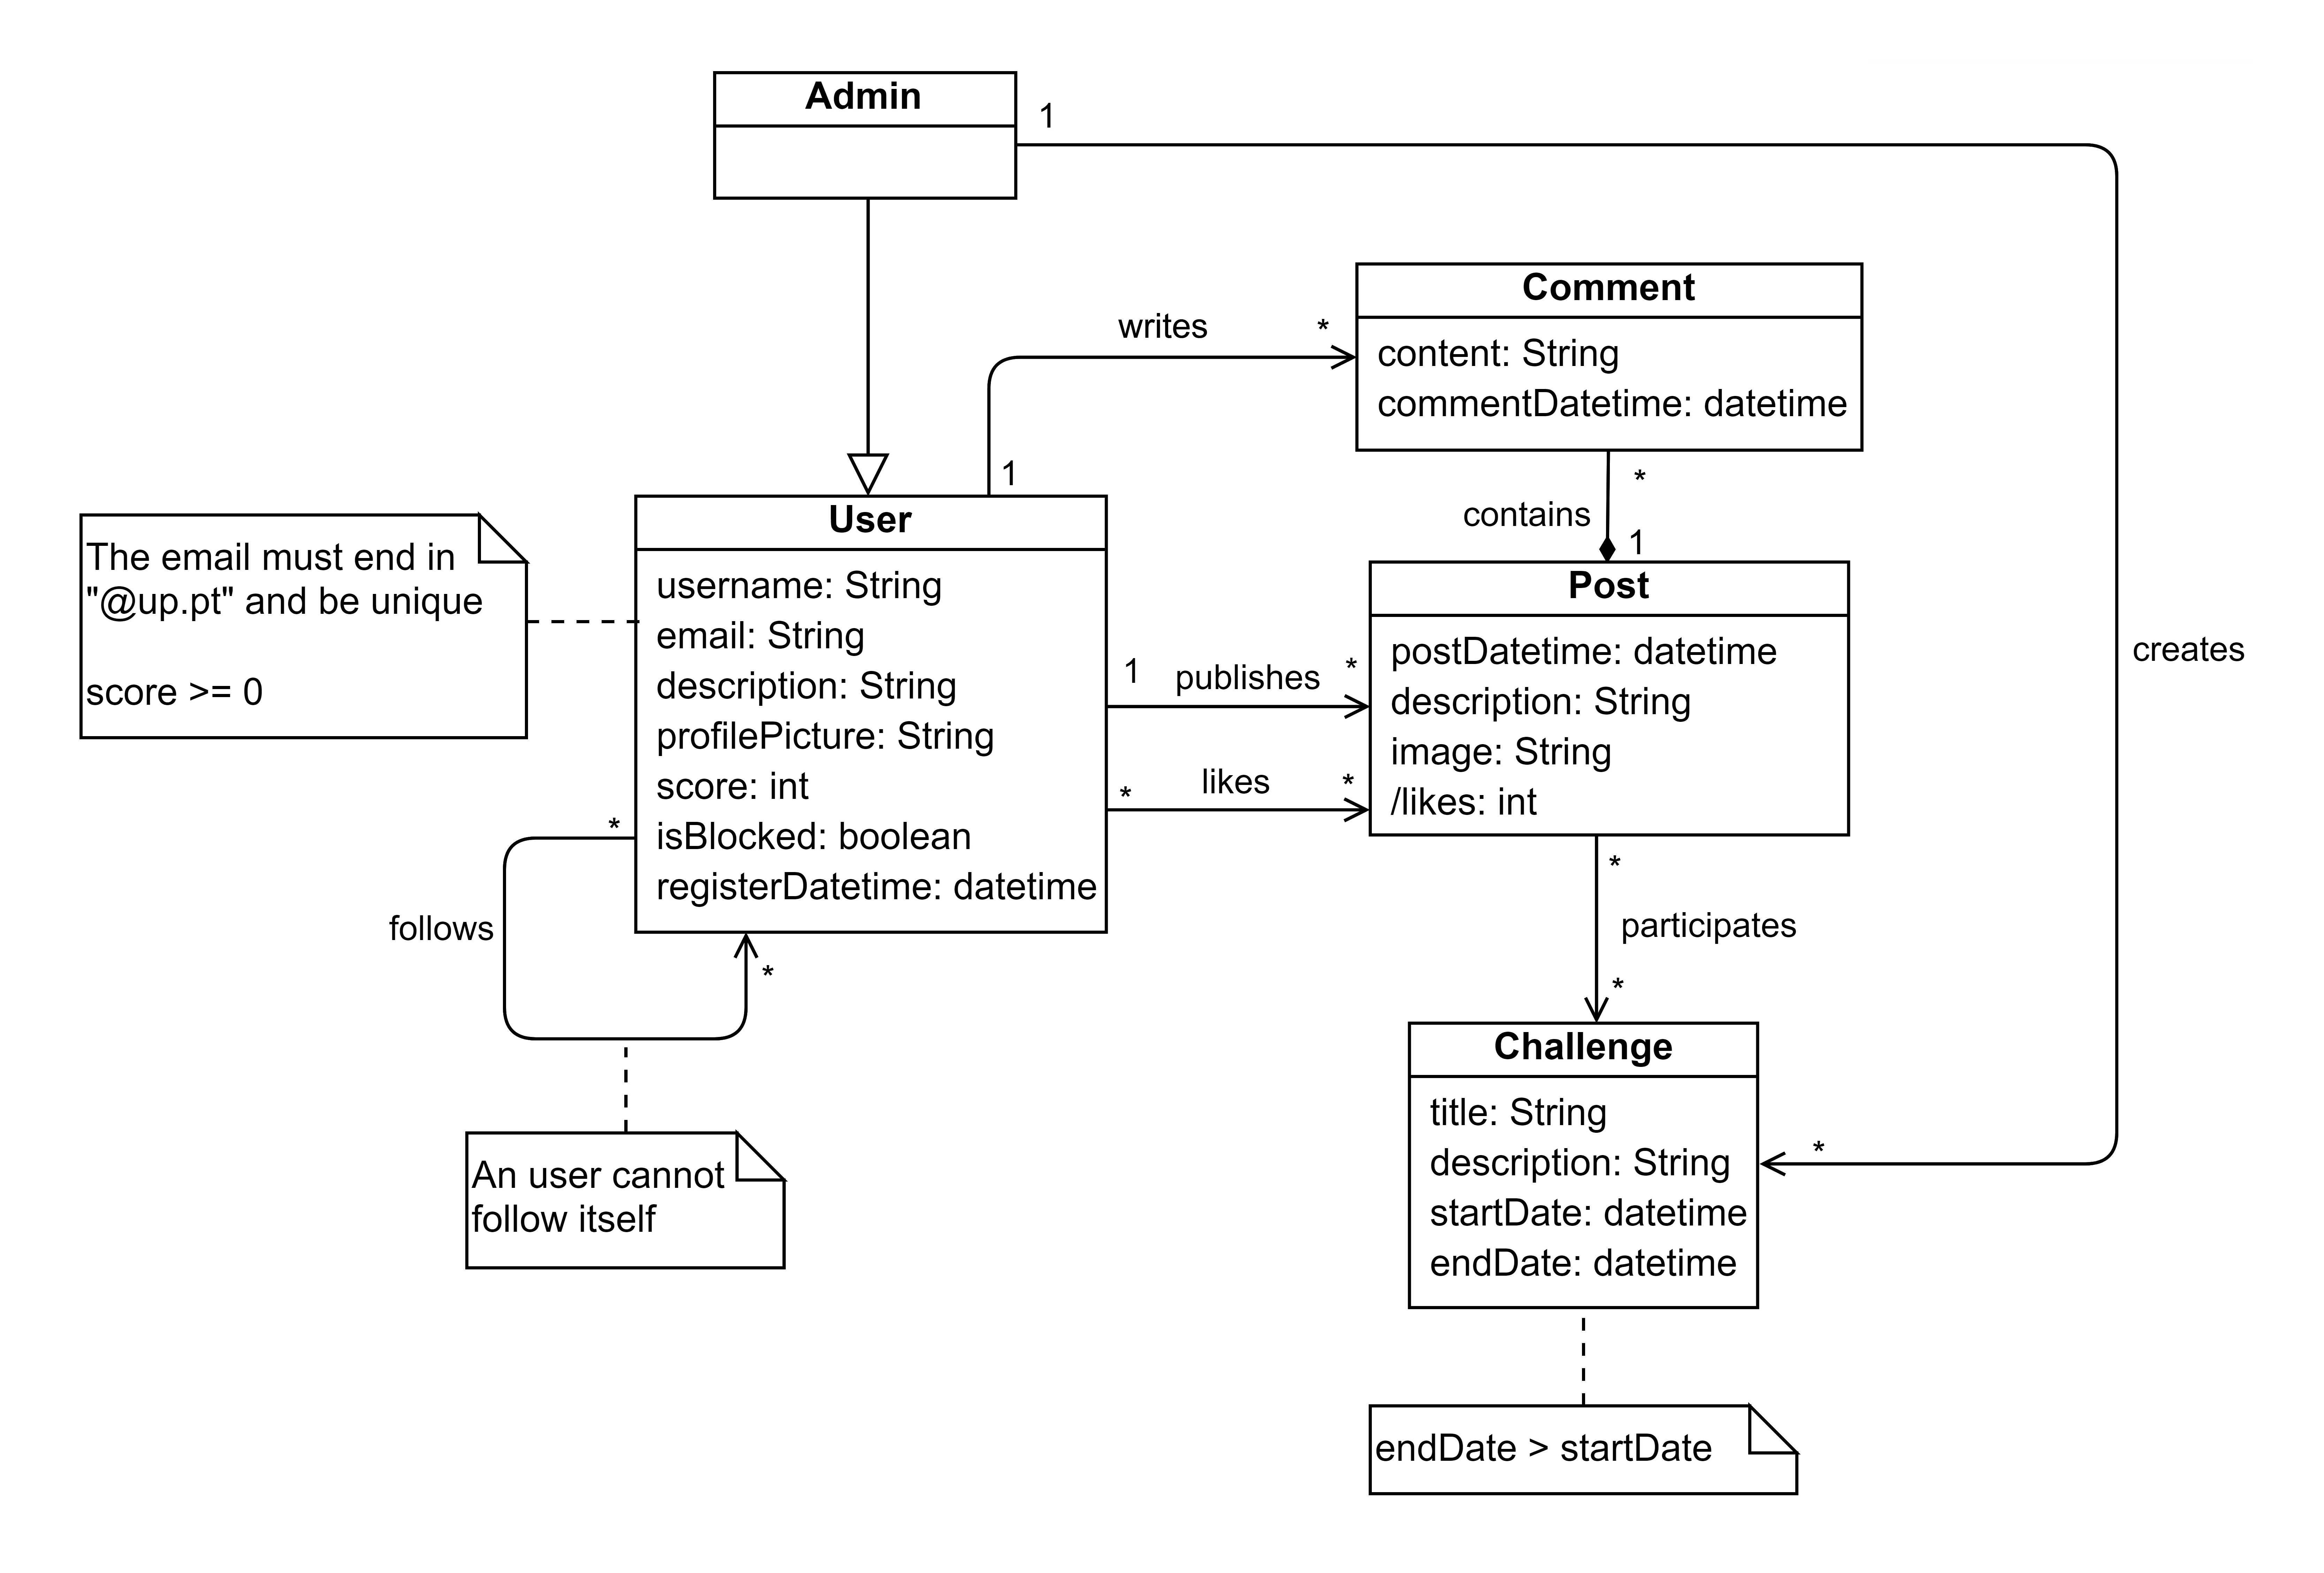 Admin
1
Comment
content: String
commentDatetime: datetime
writes
*
1
*
contains
1
User
username: String
email: String
description: String
profilePicture: String
score: int
isBlocked: boolean
registerDatetime: datetime
The email must end in
"@up.pt" and be unique
score >= 0
Post
postDatetime: datetime
description: String
image: String
/likes: int
1
publishes
*
*
likes
*
creates
*
follows
*
*
participates
*
An user cannot
follow itself
Challenge
title: String
description: String
startDate: datetime
endDate: datetime
*
endDate > startDate